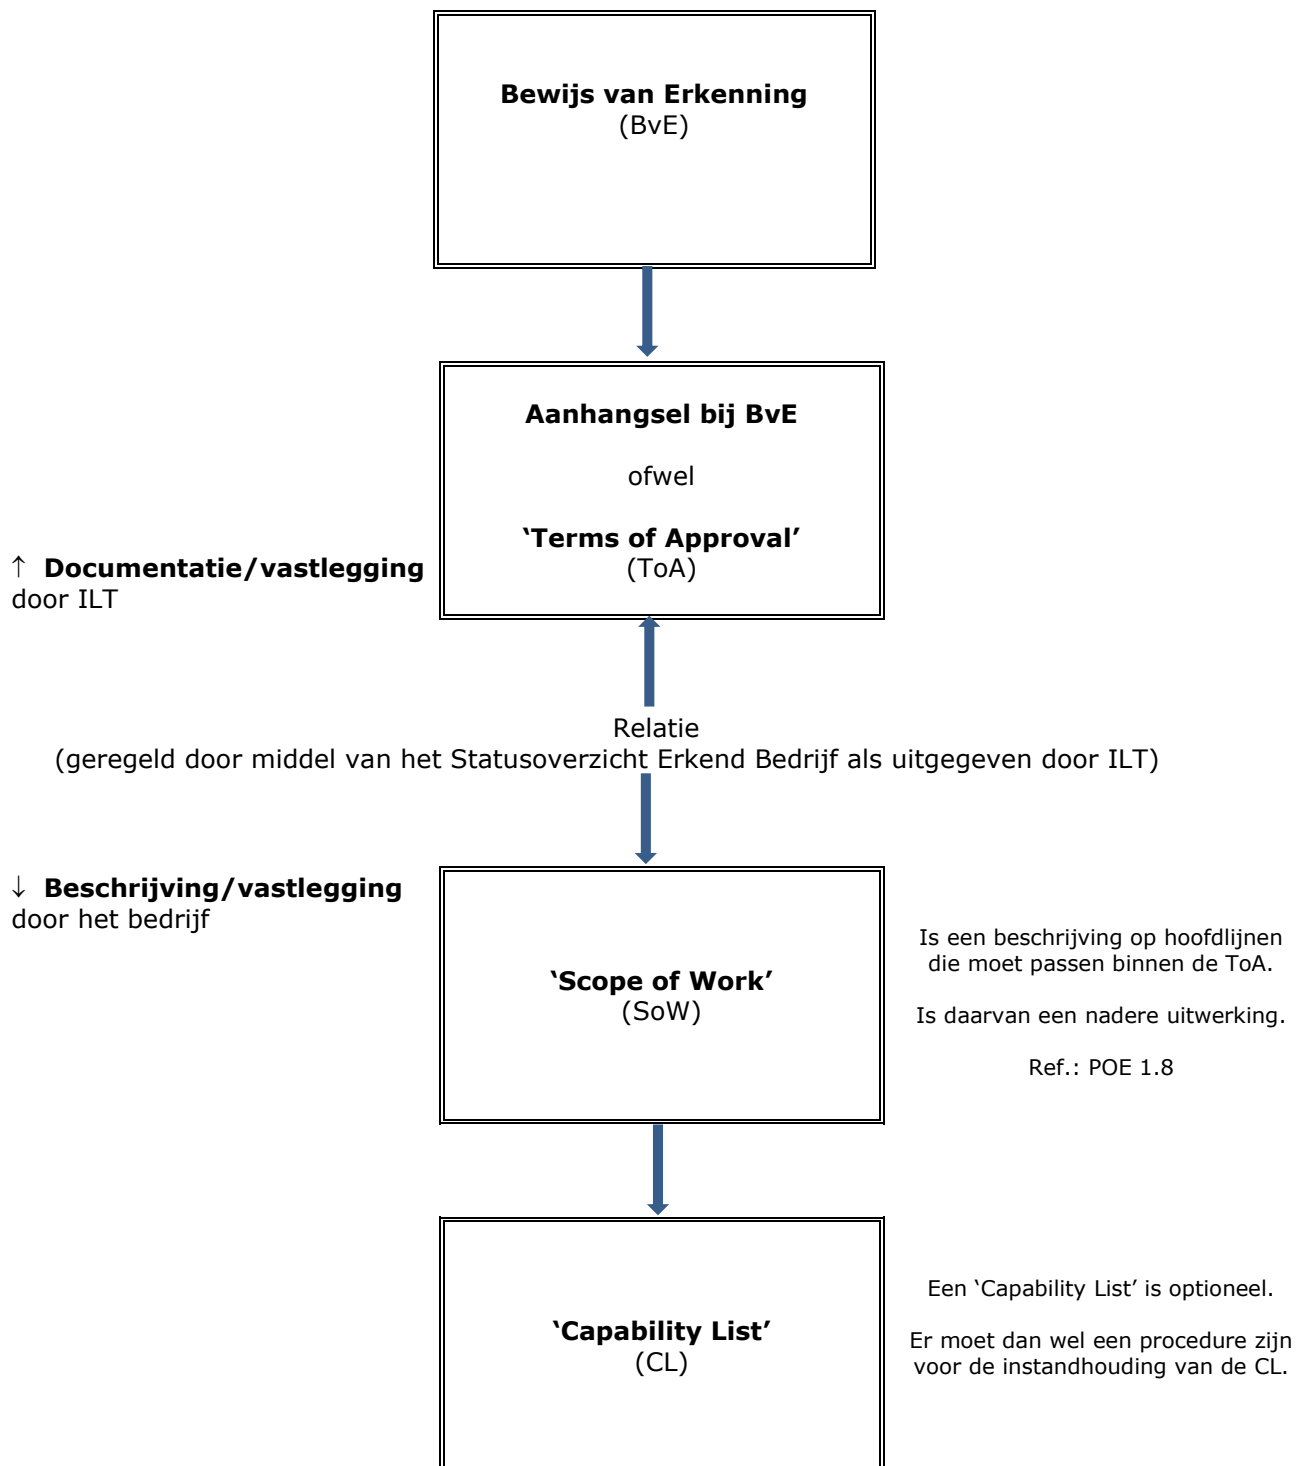 Bewijs van Erkenning
(BvE)
Aanhangsel bij BvE
ofwel
‘Terms of Approval’
(ToA)
↑ Documentatie/vastlegging
door ILT
Relatie
(geregeld door middel van het Statusoverzicht Erkend Bedrijf als uitgegeven door ILT)
↓ Beschrijving/vastlegging
door het bedrijf
‘Scope of Work’
(SoW)
Is een beschrijving op hoofdlijnen
die moet passen binnen de ToA.
Is daarvan een nadere uitwerking.
Ref.: POE 1.8
‘Capability List’
(CL)
Een ‘Capability List’ is optioneel.
Er moet dan wel een procedure zijn
voor de instandhouding van de CL.